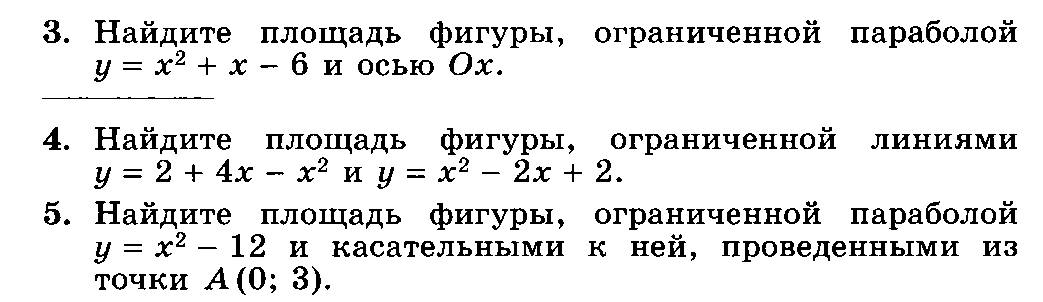 3. Найдите площадь фигуры, ограниченной параболой
y = x² + x − 6 и осью Ox.
4. Найдите площадь фигуры, ограниченной линиями
y = 2 + 4x − x² и y = x² − 2x + 2.
5. Найдите площадь фигуры, ограниченной параболой
y = x² − 12 и касательными к ней, проведенными из
точки A (0; 3).